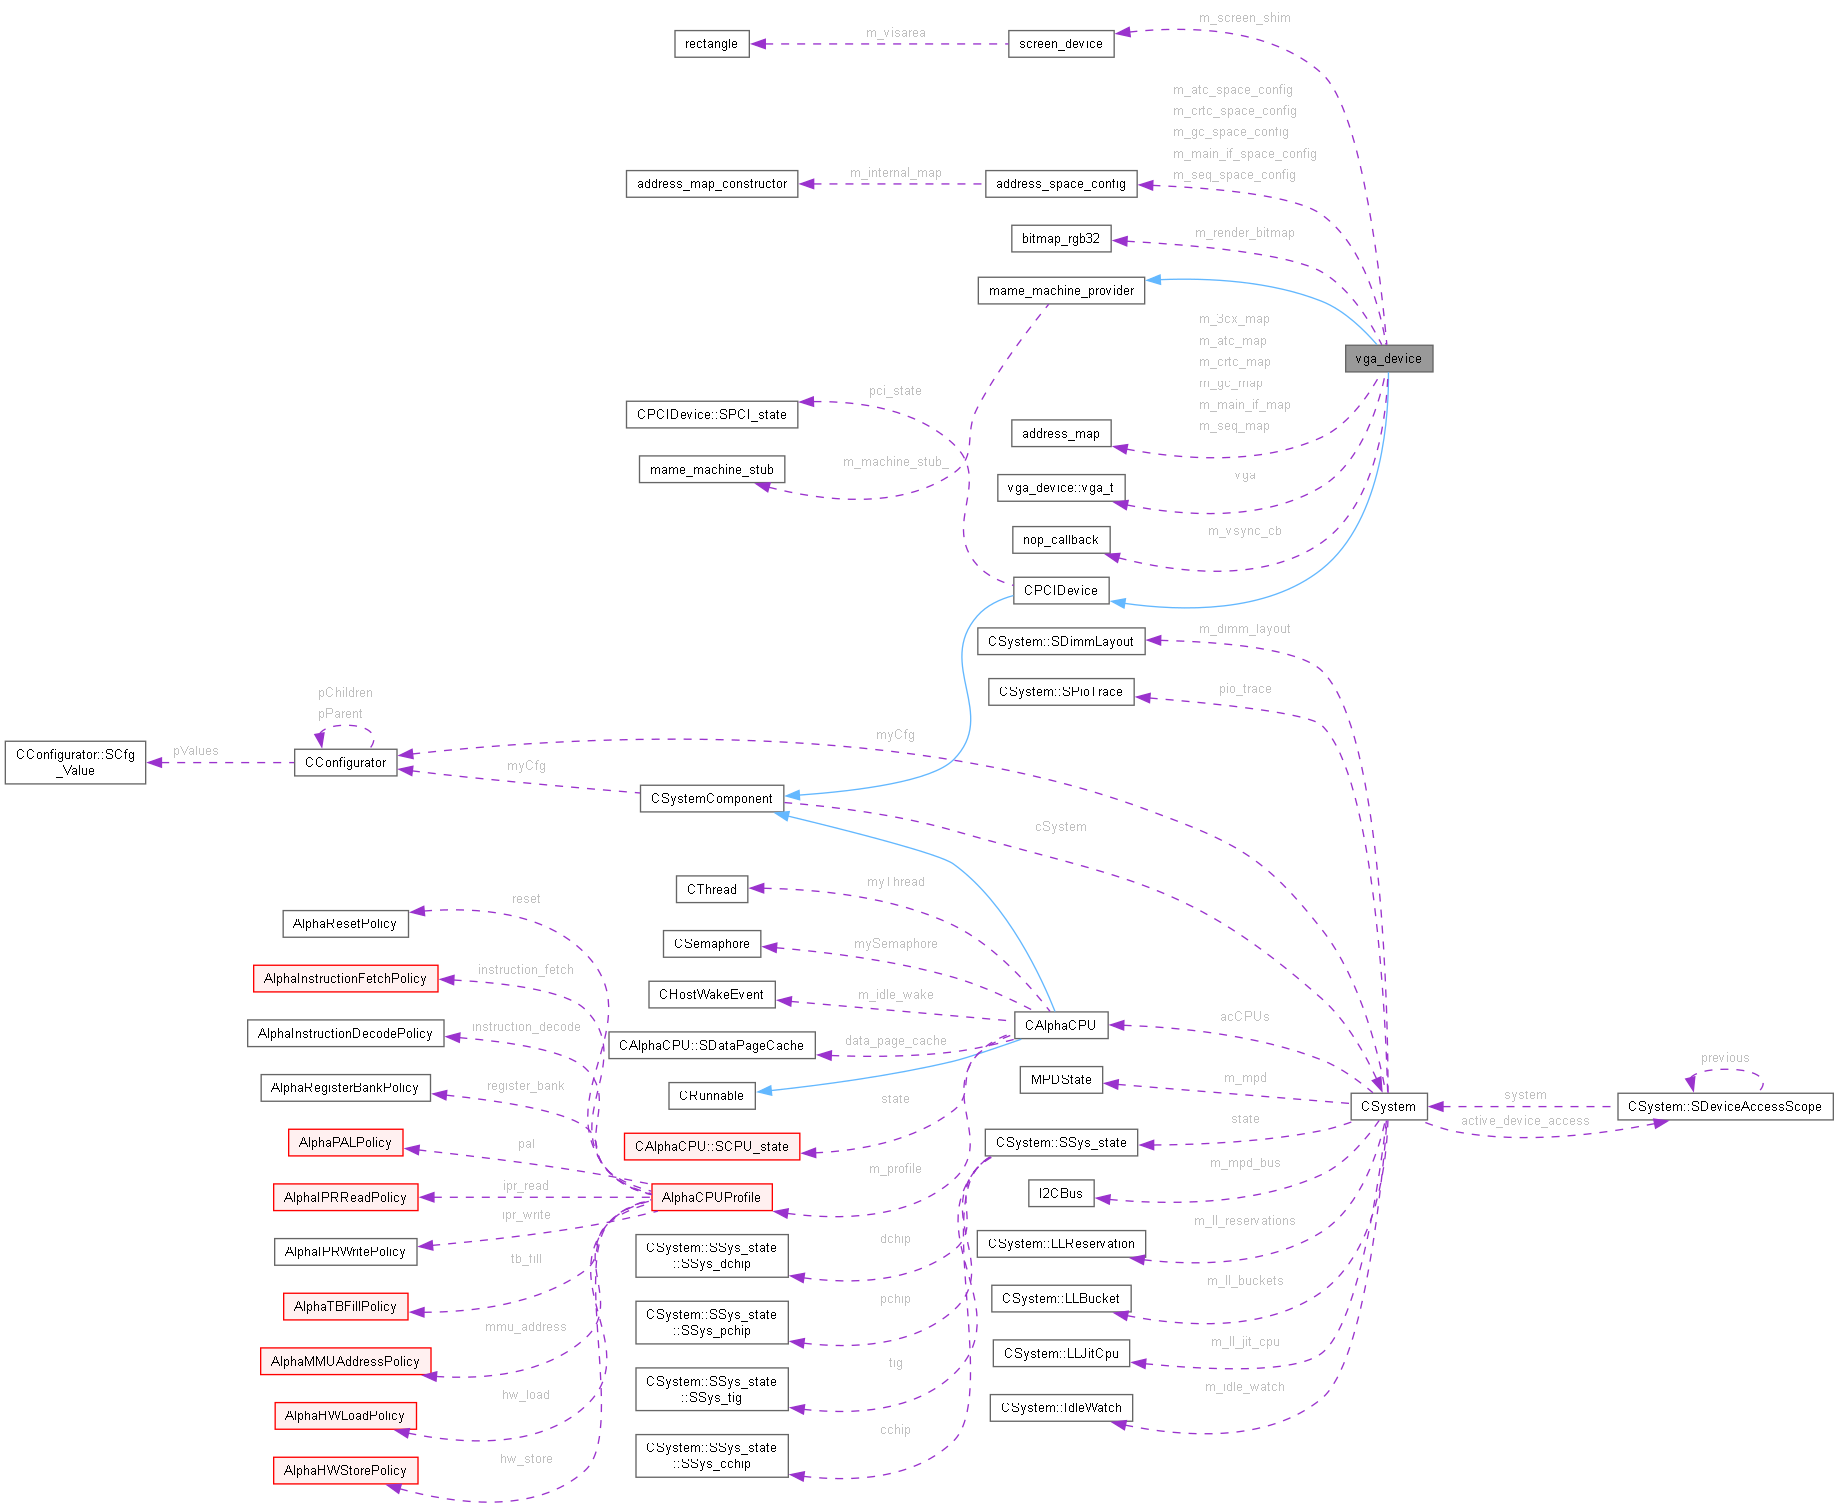 m_screen_shim
rectangle
m_visarea
screen_device
m_atc_space_config
m_crtc_space_config
m_gc_space_config
m_main_if_space_config
m_seq_space_config
address_map_constructor
m_internal_map
address_space_config
bitmap_rgb32
m_render_bitmap
mame_machine_provider
m_3cx_map
m_atc_map
m_crtc_map
m_gc_map
m_main_if_map
m_seq_map
vga_device
pci_state
CPCIDevice::SPCI_state
address_map
mame_machine_stub
m_machine_stub_
vga_device::vga_t
vga
nop_callback
m_vsync_cb
CPCIDevice
CSystem::SDimmLayout
m_dimm_layout
CSystem::SPioTrace
pio_trace
pChildren
pParent
CConfigurator::SCfg
_Value
pValues
CConfigurator
myCfg
myCfg
CSystemComponent
cSystem
CThread
myThread
reset
AlphaResetPolicy
CSemaphore
mySemaphore
instruction_fetch
AlphaInstructionFetchPolicy
CHostWakeEvent
m_idle_wake
instruction_decode
AlphaInstructionDecodePolicy
CAlphaCPU::SDataPageCache
data_page_cache
CAlphaCPU
acCPUs
previous
register_bank
AlphaRegisterBankPolicy
CRunnable
state
MPDState
m_mpd
CSystem
system
active_device_access
CSystem::SDeviceAccessScope
pal
AlphaPALPolicy
CAlphaCPU::SCPU_state
CSystem::SSys_state
state
ipr_read
AlphaIPRReadPolicy
AlphaCPUProfile
m_profile
I2CBus
m_mpd_bus
ipr_write
AlphaIPRWritePolicy
CSystem::SSys_state
::SSys_dchip
dchip
CSystem::LLReservation
m_ll_reservations
tb_fill
AlphaTBFillPolicy
CSystem::SSys_state
::SSys_pchip
pchip
CSystem::LLBucket
m_ll_buckets
mmu_address
AlphaMMUAddressPolicy
CSystem::SSys_state
::SSys_tig
tig
CSystem::LLJitCpu
m_ll_jit_cpu
hw_load
AlphaHWLoadPolicy
CSystem::IdleWatch
m_idle_watch
hw_store
AlphaHWStorePolicy
CSystem::SSys_state
::SSys_cchip
cchip